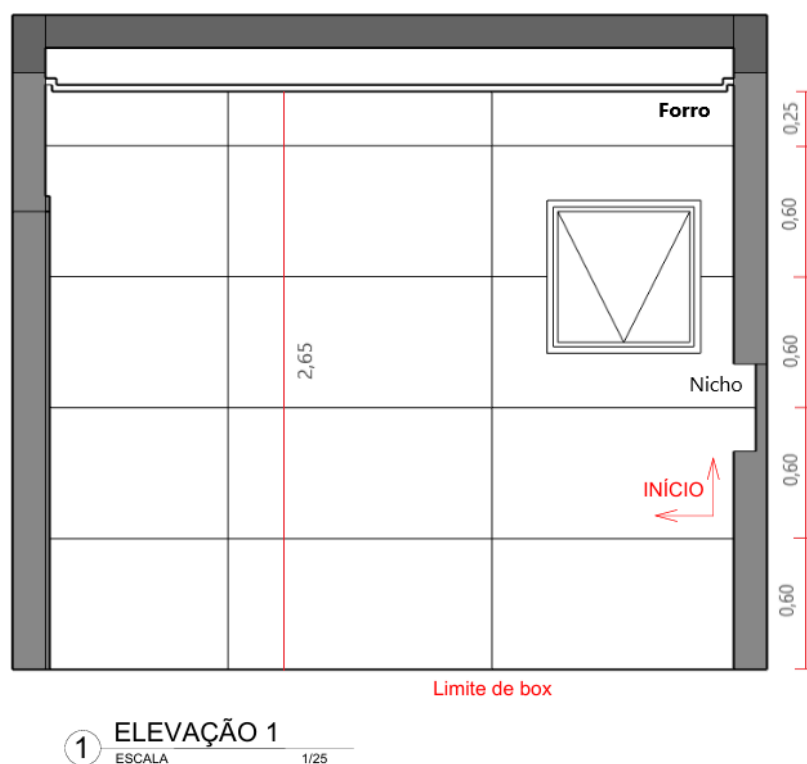 Forro
0,25
0,60
2,65
0,60
Nicho
0,60
INÍCIO
0,60
Limite de box
1 ELEVAÇÃO 1
ESCALA 1/25